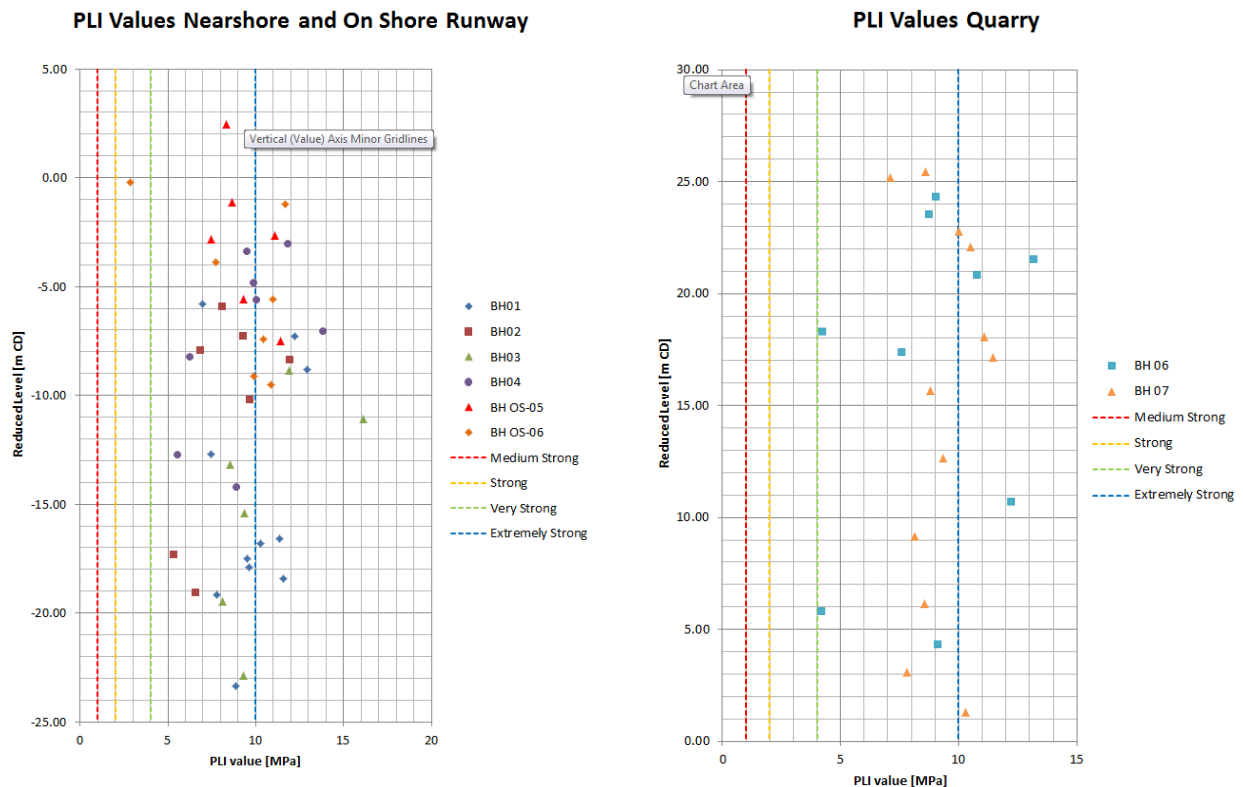 PLI Values Nearshore and On Shore Runway
5.00
0.00
-5.00
-10.00
-15.00
-20.00
-25.00
Reduced Level [m CD]
0 5 10 15 20
PLI value [MPa]
Vertical (Value) Axis Minor Gridlines
BH01
BH02
BH03
BH04
BH OS-05
BH OS-06
Medium Strong
Strong
Very Strong
Extremely Strong
PLI Values Quarry
30.00
25.00
20.00
15.00
10.00
5.00
0.00
Reduced Level [m CD]
0 5 10 15
PLI value [MPa]
Chart Area
BH 06
BH 07
Medium Strong
Strong
Very Strong
Extremely Strong